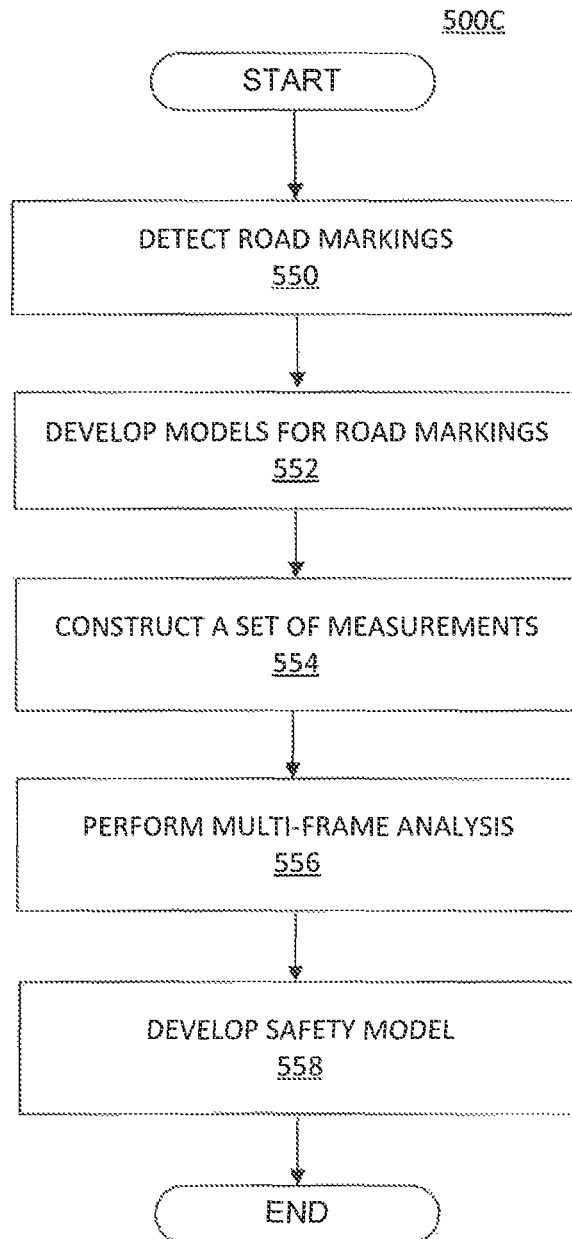 500C
START
DETECT ROAD MARKINGS
550
DEVELOP MODELS FOR ROAD MARKINGS
552
CONSTRUCT A SET OF MEASUREMENTS
554
PERFORM MULTI-FRAME ANALYSIS
556
DEVELOP SAFETY MODEL
558
END